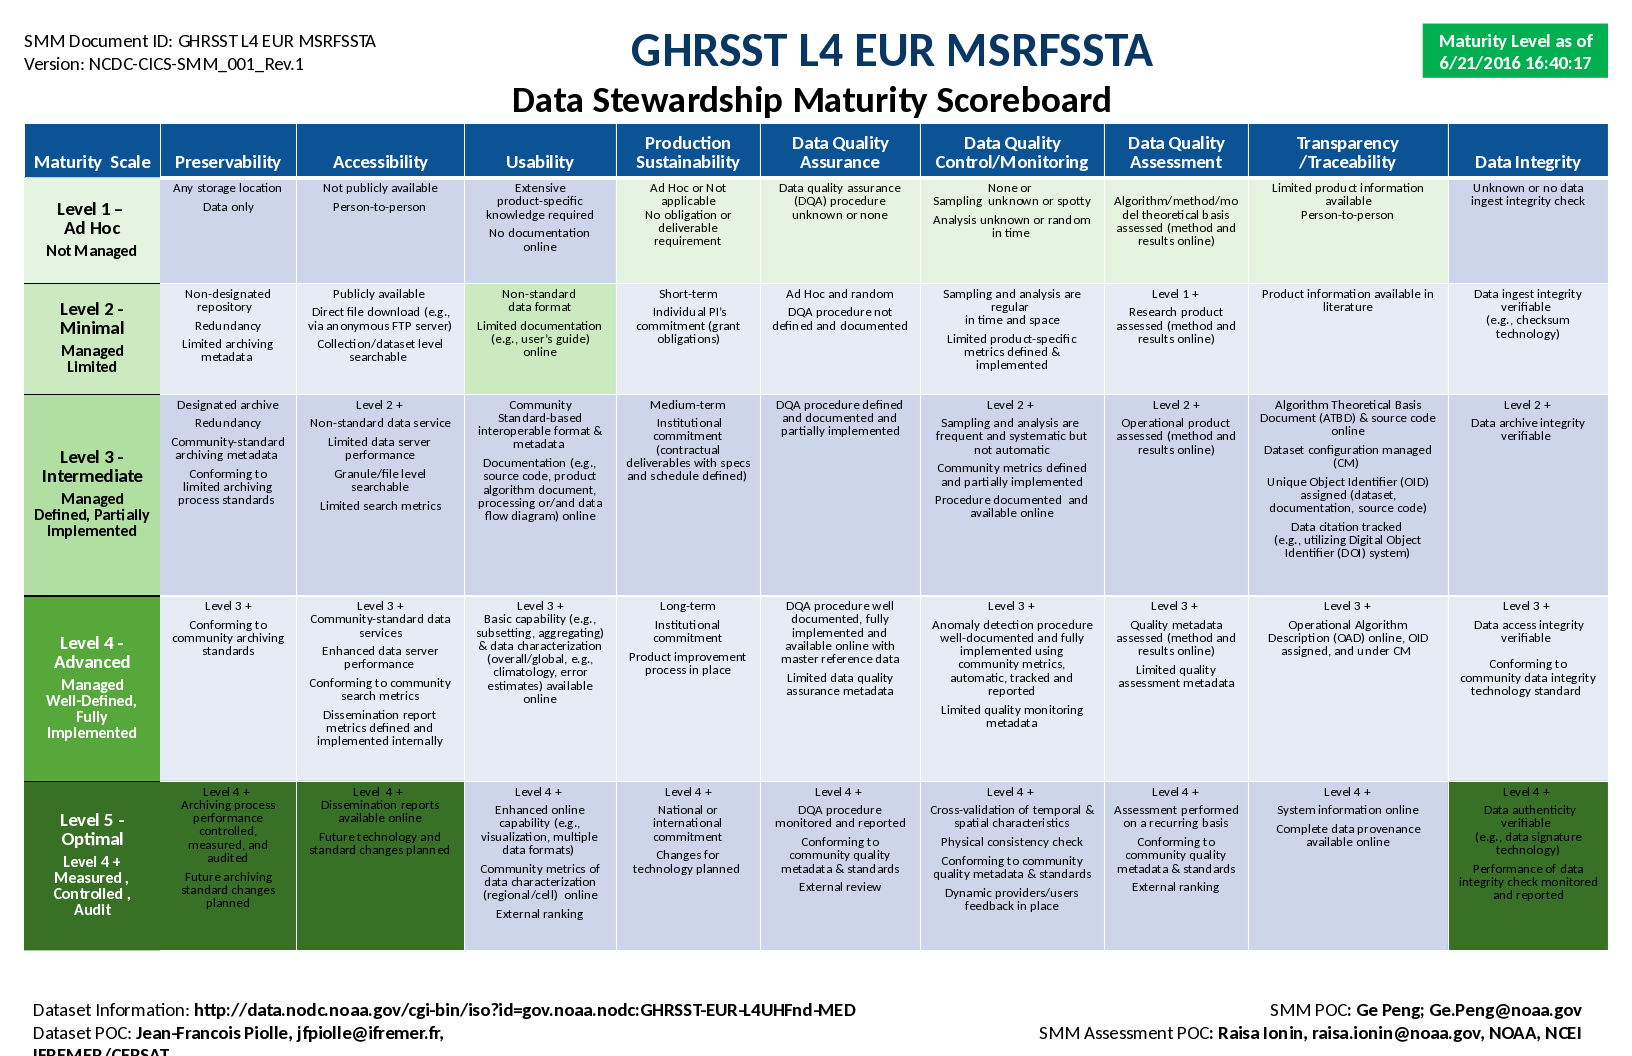 SMM Document ID: GHRSST L4 EUR MSRFSSTA
Version: NCDC-CICS-SMM_001_Rev.1
GHRSST L4 EUR MSRFSSTA
Data Stewardship Maturity Scoreboard
Maturity Level as of
6/21/2016 16:40:17
Maturity Scale
Preservability
Accessibility
Usability
Production
Sustainability
Data Quality
Assurance
Data Quality
Control/Monitoring
Data Quality
Assessment
Transparency
/Traceability
Data Integrity
Level 1 –
Ad Hoc
Not Managed
Any storage location
Data only
Not publicly available
Person-to-person
Extensive
product-specific
knowledge required
No documentation
online
Ad Hoc or Not
applicable
No obligation or
deliverable
requirement
Data quality assurance
(DQA) procedure
unknown or none
None or
Sampling unknown or spotty
Analysis unknown or random
in time
Algorithm/method/mo
del theoretical basis
assessed (method and
results online)
Limited product information
available
Person-to-person
Unknown or no data
ingest integrity check
Level 2 -
Minimal
Managed
Limited
Non-designated
repository
Redundancy
Limited archiving
metadata
Publicly available
Direct file download (e.g.,
via anonymous FTP server)
Collection/dataset level
searchable
Non-standard
data format
Limited documentation
(e.g., user's guide)
online
Short-term
Individual PI's
commitment (grant
obligations)
Ad Hoc and random
DQA procedure not
defined and documented
Sampling and analysis are
regular
in time and space
Limited product-specific
metrics defined &
implemented
Level 1 +
Research product
assessed (method and
results online)
Product information available in
literature
Data ingest integrity
verifiable
(e.g., checksum
technology)
Level 3 -
Intermediate
Managed
Defined, Partially
Implemented
Designated archive
Redundancy
Community-standard
archiving metadata
Conforming to
limited archiving
process standards
Level 2 +
Non-standard data service
Limited data server
performance
Granule/file level
searchable
Limited search metrics
Community
Standard-based
interoperable format &
metadata
Documentation (e.g.,
source code, product
algorithm document,
processing or/and data
flow diagram) online
Medium-term
Institutional
commitment
(contractual
deliverables with specs
and schedule defined)
DQA procedure defined
and documented and
partially implemented
Level 2 +
Sampling and analysis are
frequent and systematic but
not automatic
Community metrics defined
and partially implemented
Procedure documented and
available online
Level 2 +
Operational product
assessed (method and
results online)
Algorithm Theoretical Basis
Document (ATBD) & source code
online
Dataset configuration managed
(CM)
Unique Object Identifier (OID)
assigned (dataset,
documentation, source code)
Data citation tracked
(e.g., utilizing Digital Object
Identifier (DOI) system)
Level 2 +
Data archive integrity
verifiable
Level 4 -
Advanced
Managed
Well-Defined,
Fully
Implemented
Level 3 +
Conforming to
community archiving
standards
Level 3 +
Community-standard data
services
Enhanced data server
performance
Conforming to community
search metrics
Dissemination report
metrics defined and
implemented internally
Level 3 +
Basic capability (e.g.,
subsetting, aggregating)
& data characterization
(overall/global, e.g.,
climatology, error
estimates) available
online
Long-term
Institutional
commitment
Product improvement
process in place
DQA procedure well
documented, fully
implemented and
available online with
master reference data
Limited data quality
assurance metadata
Level 3 +
Anomaly detection procedure
well-documented and fully
implemented using
community metrics,
automatic, tracked and
reported
Limited quality monitoring
metadata
Level 3 +
Quality metadata
assessed (method and
results online)
Limited quality
assessment metadata
Level 3 +
Operational Algorithm
Description (OAD) online, OID
assigned, and under CM
Level 3 +
Data access integrity
verifiable
Conforming to
community data integrity
technology standard
Level 5 -
Optimal
Level 4 +
Measured ,
Controlled ,
Audit
Level 4 +
Archiving process
performance
controlled,
measured, and
audited
Future archiving
standard changes
planned
Level 4 +
Dissemination reports
available online
Future technology and
standard changes planned
Level 4 +
Enhanced online
capability (e.g.,
visualization, multiple
data formats)
Community metrics of
data characterization
(regional/cell) online
External ranking
Level 4 +
National or
international
commitment
Changes for
technology planned
Level 4 +
DQA procedure
monitored and reported
Conforming to
community quality
metadata & standards
External review
Level 4 +
Cross-validation of temporal &
spatial characteristics
Physical consistency check
Conforming to community
quality metadata & standards
Dynamic providers/users
feedback in place
Level 4 +
Assessment performed
on a recurring basis
Conforming to
community quality
metadata & standards
External ranking
Level 4 +
System information online
Complete data provenance
available online
Level 4 +
Data authenticity
verifiable
(e.g., data signature
technology)
Performance of data
integrity check monitored
and reported
Dataset Information: http://data.nodc.noaa.gov/cgi-bin/iso?id=gov.noaa.nodc:GHRSST-EUR-L4UHFnd-MED
Dataset POC: Jean-Francois Piolle, jfpiolle@ifremer.fr,
IFREMER/CERSAT
SMM POC: Ge Peng; Ge.Peng@noaa.gov
SMM Assessment POC: Raisa Ionin, raisa.ionin@noaa.gov, NOAA, NCEI